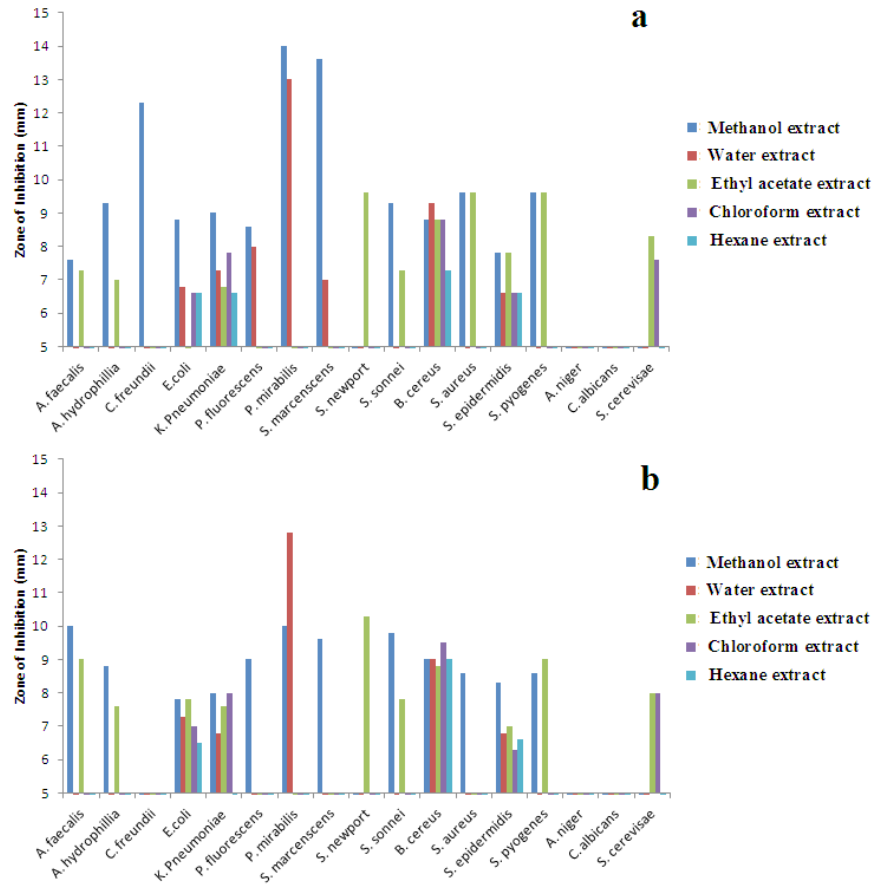 a
15
14
13
12
11
10
9
8
7
6
5
Zone of Inhibition (mm)
A. faecalis
A. hydrophillia
C. freundii
E.coli
K. Pneumoniae
P. fluorescens
P. mirabilis
S. marcenscens
S. newport
S. sonnei
B. cereus
S. aureus
S. epidermidis
S. pyogenes
A. niger
C. albicans
S. cerevisae
Methanol extract
Water extract
Ethyl acetate extract
Chloroform extract
Hexane extract
b
15
14
13
12
11
10
9
8
7
6
5
Zone of Inhibition (mm)
A. faecalis
A. hydrophillia
C. freundii
E.coli
K. Pneumoniae
P. fluorescens
P. mirabilis
S. marcenscens
S. newport
S. sonnei
B. cereus
S. aureus
S. epidermidis
S. pyogenes
A. niger
C. albicans
S. cerevisae
Methanol extract
Water extract
Ethyl acetate extract
Chloroform extract
Hexane extract